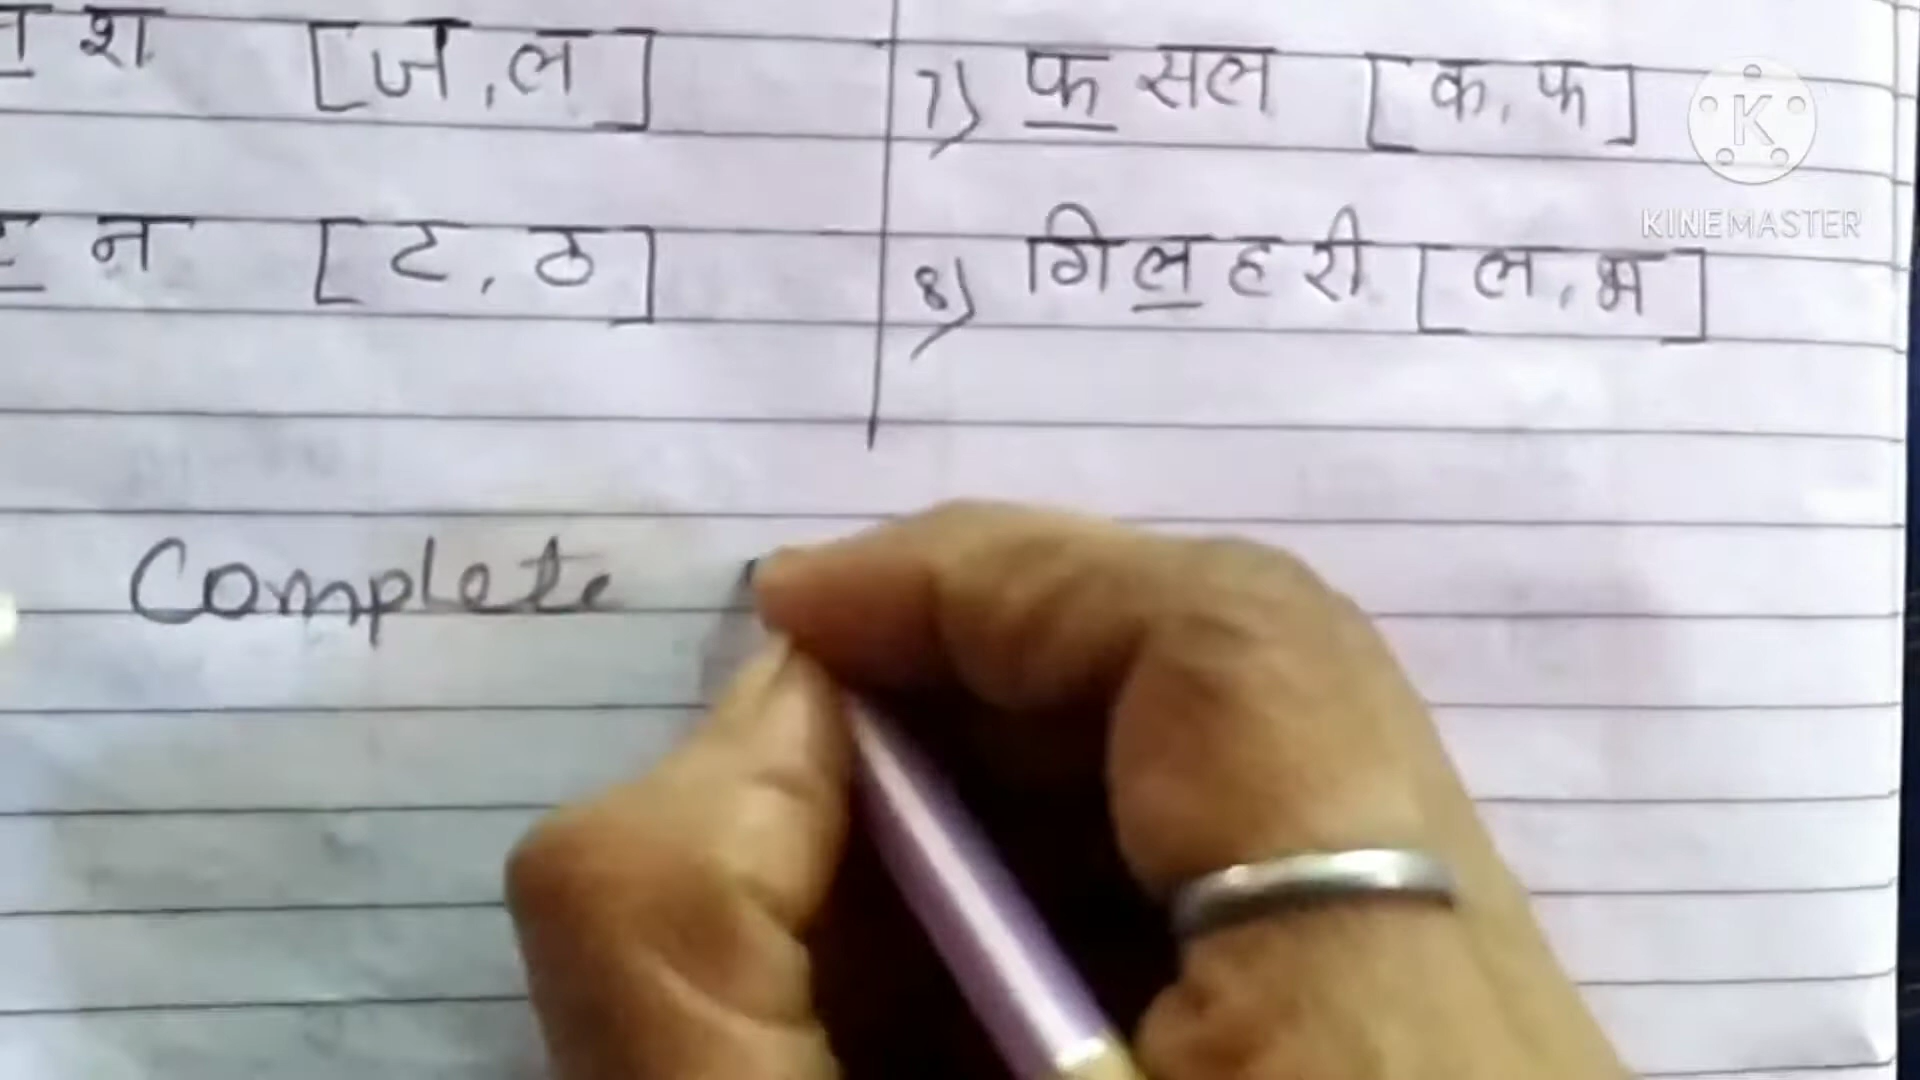 श [ज, ल]
न [ट, ठ]
7) फसल [क, फ]
8) गिलहरी [ल, भ]
Complete
K
KINEMASTER